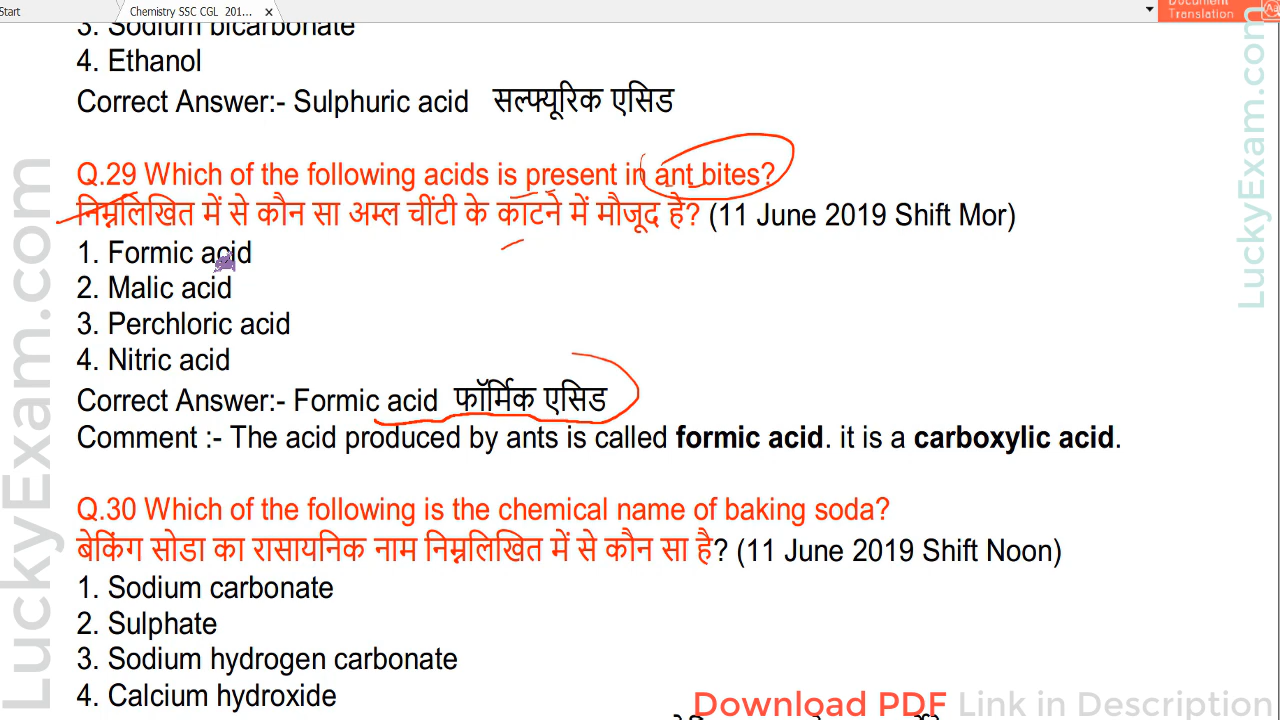 Start
Chemistry SSC CGL 201... ×
Document Translation
3. Sodium bicarbonate
4. Ethanol
Correct Answer:- Sulphuric acid सल्फ्यूरिक एसिड
Q.29 Which of the following acids is present in ant bites?
निम्नलिखित में से कौन सा अम्ल चींटी के काटने में मौजूद है? (11 June 2019 Shift Mor)
1. Formic acid
2. Malic acid
3. Perchloric acid
4. Nitric acid
Correct Answer:- Formic acid फॉर्मिक एसिड
Comment :- The acid produced by ants is called formic acid. it is a carboxylic acid.
Q.30 Which of the following is the chemical name of baking soda?
बेकिंग सोडा का रासायनिक नाम निम्नलिखित में से कौन सा है? (11 June 2019 Shift Noon)
1. Sodium carbonate
2. Sulphate
3. Sodium hydrogen carbonate
4. Calcium hydroxide
Download PDF Link in Description
LuckyExam.com
LuckyExam.com